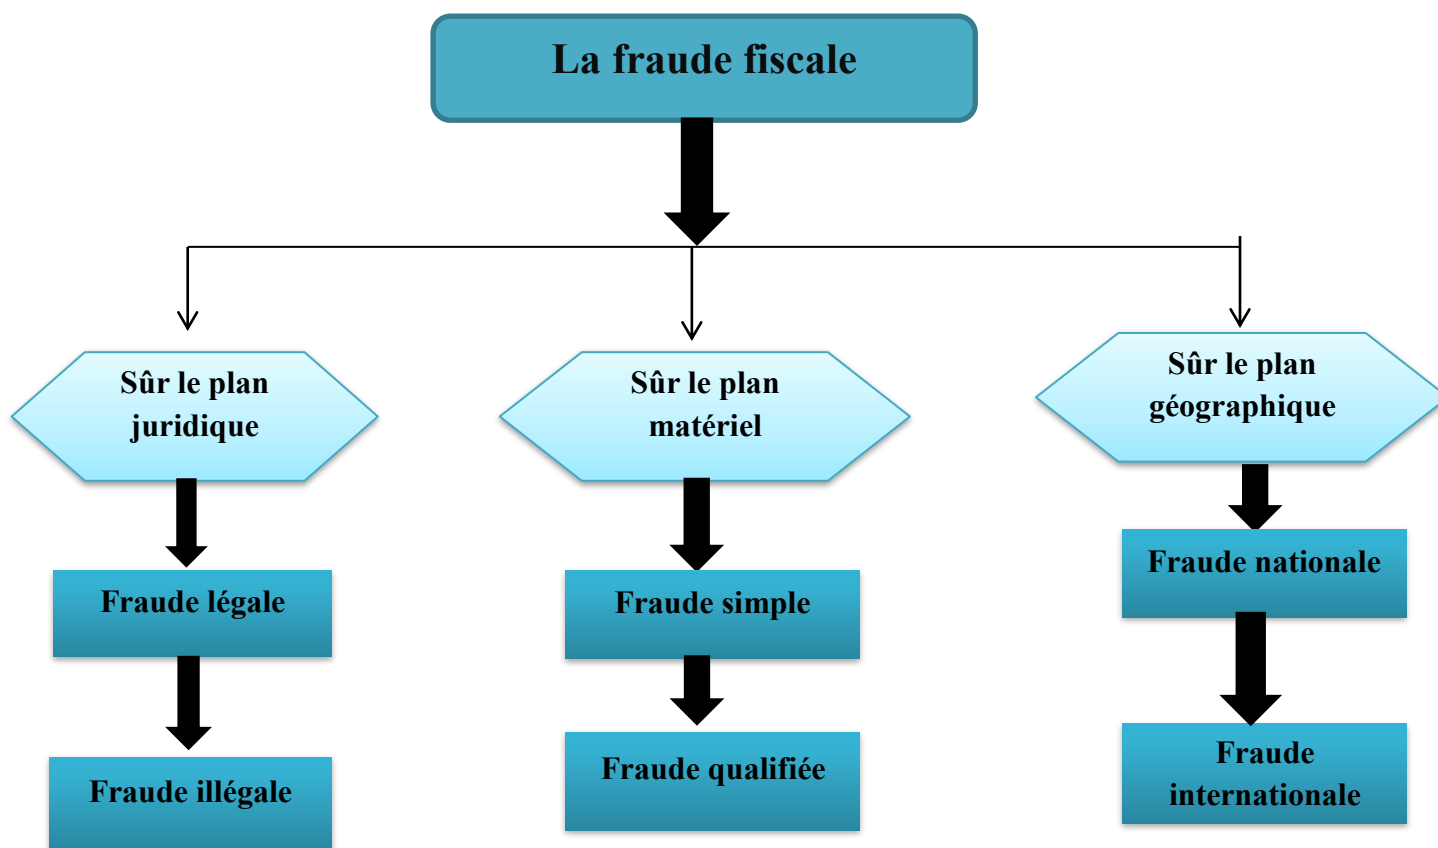 La fraude fiscale
Sûr le plan
juridique
Sûr le plan
matériel
Sûr le plan
géographique
Fraude légale
Fraude simple
Fraude nationale
Fraude illégale
Fraude qualifiée
Fraude
internationale